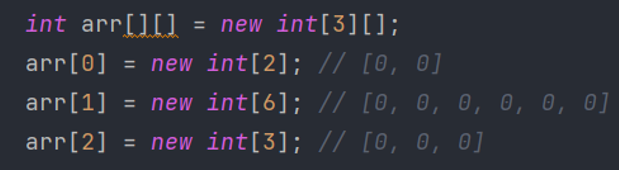 int arr[][] = new int[3][];
arr[0] = new int[2]; // [0, 0]
arr[1] = new int[6]; // [0, 0, 0, 0, 0, 0]
arr[2] = new int[3]; // [0, 0, 0]